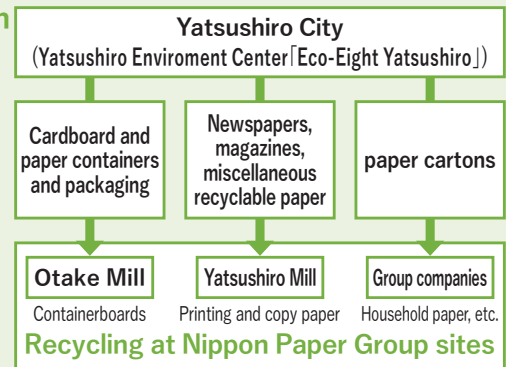 n
Yatsushiro City
(Yatsushiro Enviroment Center「Eco-Eight Yatsushiro」)
Cardboard and
paper containers
and packaging
Newspapers,
magazines,
miscellaneous
recyclable paper
paper cartons
Otake Mill
Yatsushiro Mill
Group companies
Containerboards
Printing and copy paper
Household paper, etc.
Recycling at Nippon Paper Group sites